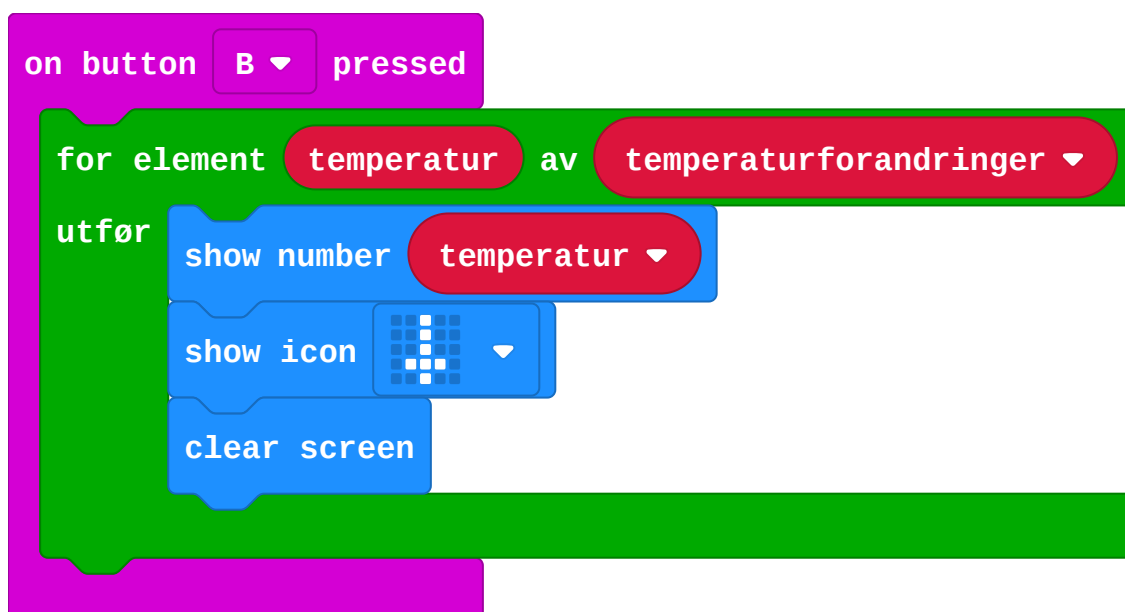 on button B pressed
for element temperatur av temperaturforandringer
utfør
show number temperatur
show icon
clear screen